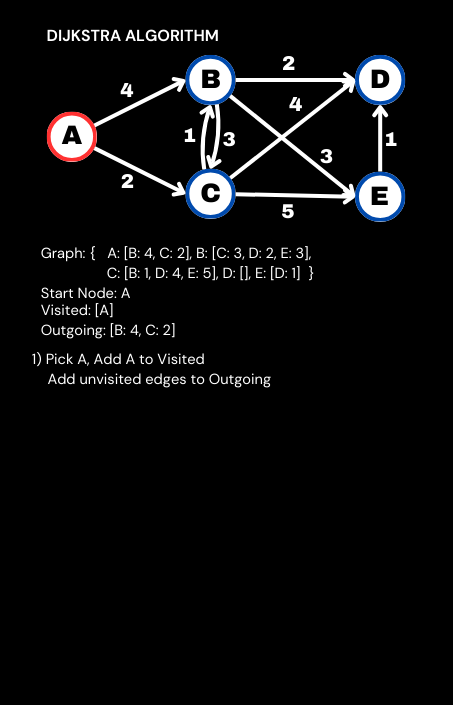 DIJKSTRA ALGORITHM
B
2
D
4
4
A
1
3
1
3
2
C
5
E
Graph: { A: [B: 4, C: 2], B: [C: 3, D: 2, E: 3],
C: [B: 1, D: 4, E: 5], D: [], E: [D: 1] }
Start Node: A
Visited: [A]
Outgoing: [B: 4, C: 2]
1) Pick A, Add A to Visited
Add unvisited edges to Outgoing